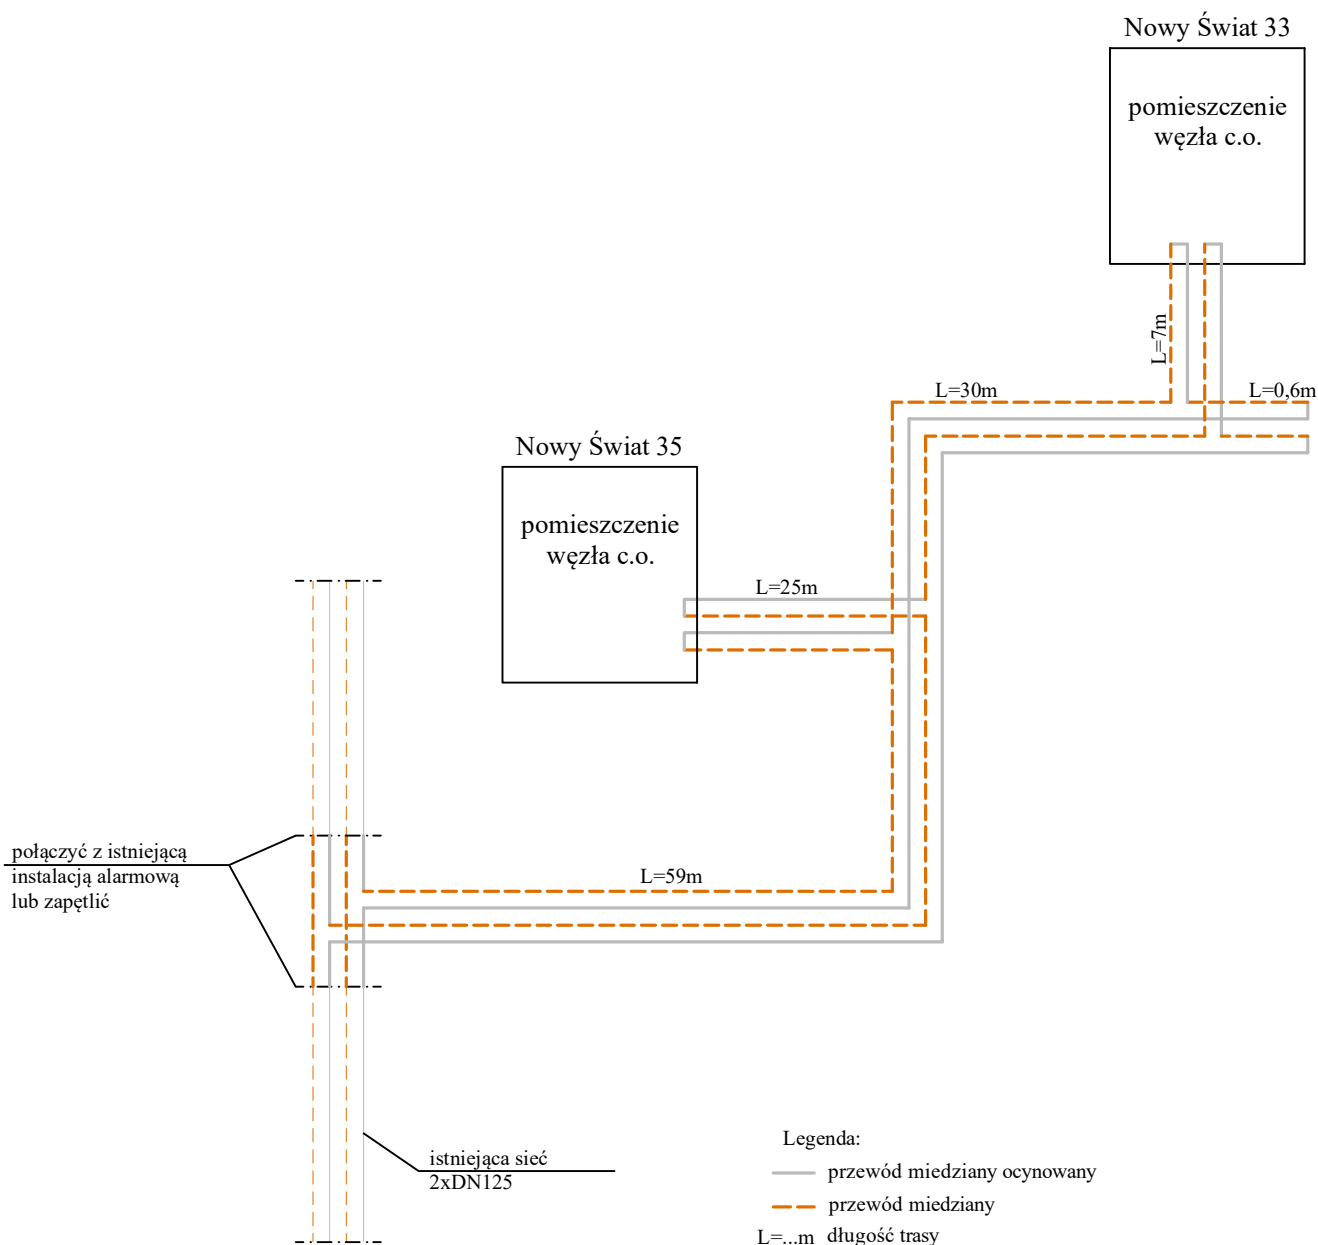 Nowy Świat 33
pomieszczenie
węzła c.o.
L=7m
L=30m
L=0,6m
Nowy Świat 35
pomieszczenie
węzła c.o.
L=25m
połączyć z istniejącą
instalacją alarmową
lub zapętlić
L=59m
istniejąca sieć
2xDN125
Legenda:
przewód miedziany ocynowany
przewód miedziany
L=...m długość trasy